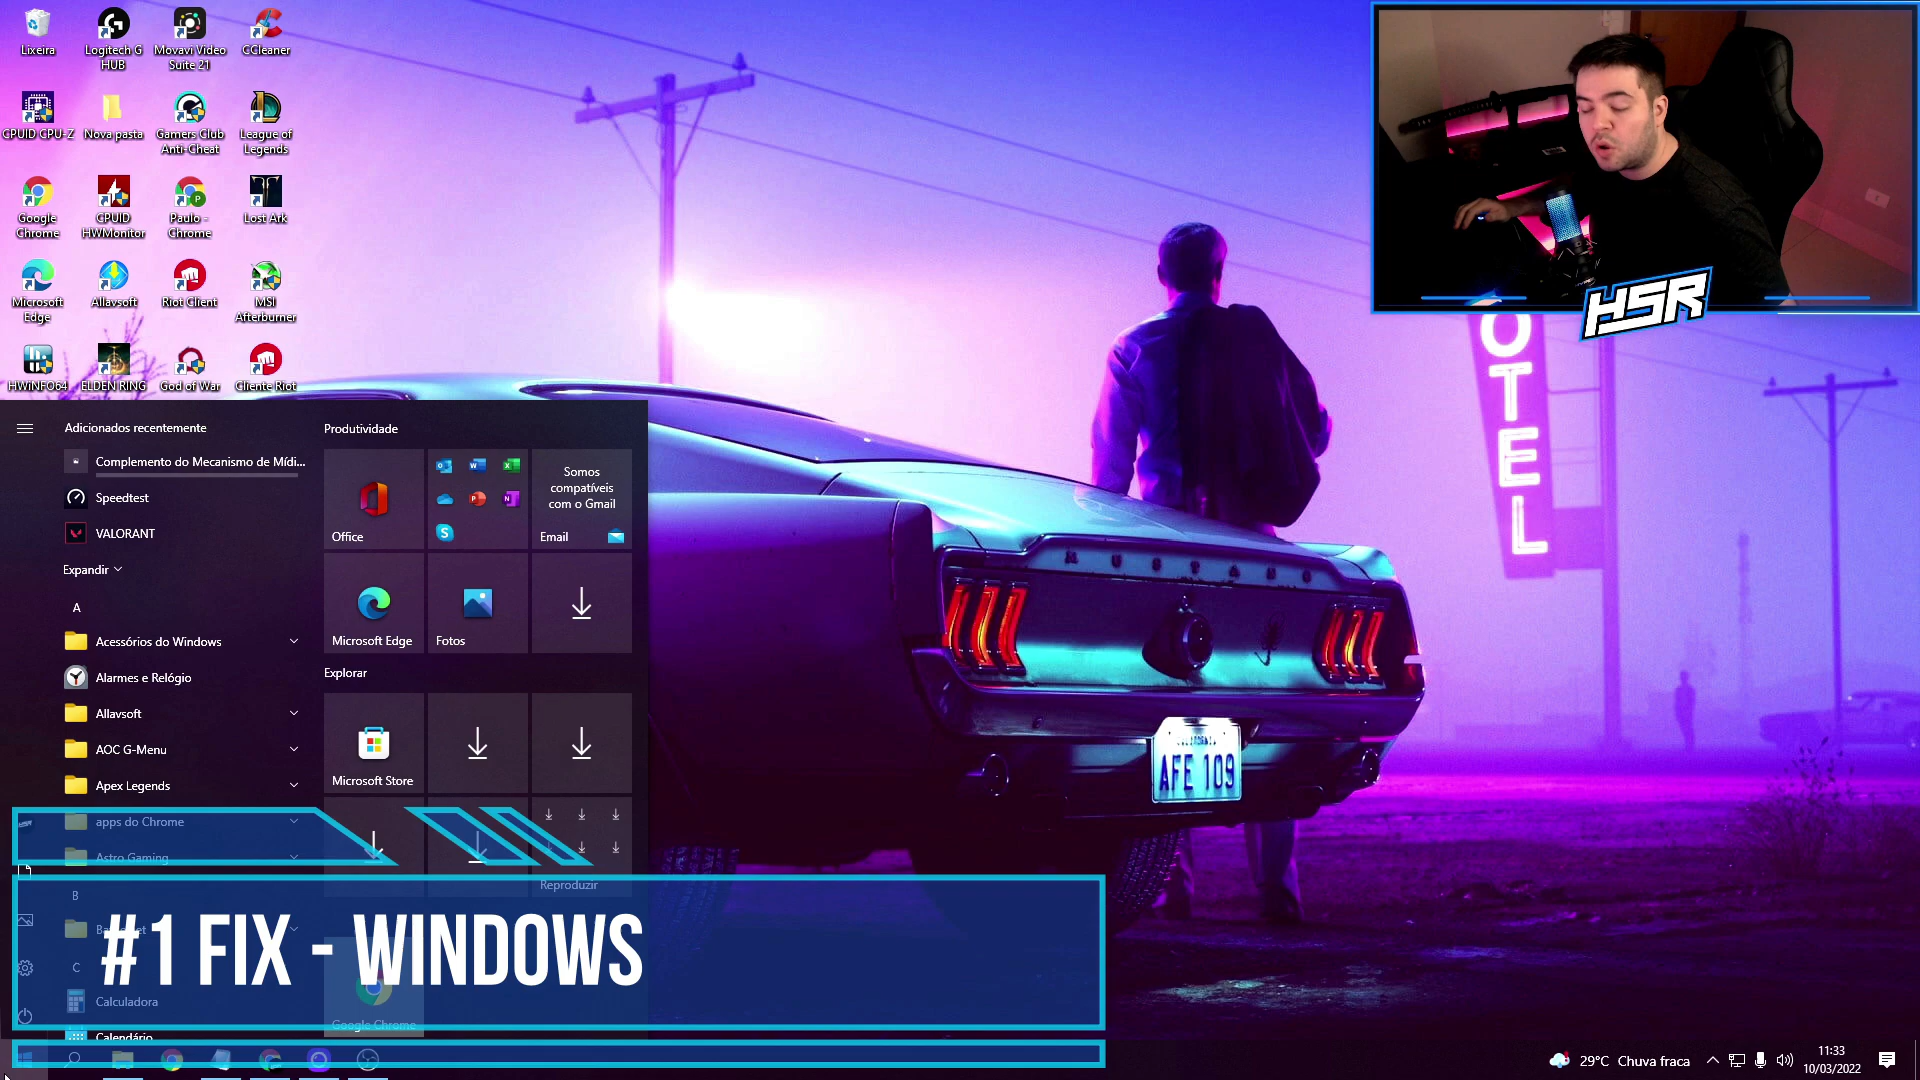 Lixeira
Logitech G
HUB
Movavi Video
Suite 21
CCleaner
CPUID CPU-Z
Nova pasta
Gamers Club
Anti-Cheat
League of
Legends
Google
Chrome
CPUID
HWMonitor
Paulo -
Chrome
Lost Ark
Microsoft
Edge
Allavsoft
Riot Client
MSI
Afterburner
HWiNFO64
ELDEN RING
God of War
Cliente Riot
HSR
OTEL
MUSTANG
CALIFORNIA
AFE 109
Adicionados recentemente
Complemento do Mecanismo de Mídi...
Speedtest
VALORANT
Expandir
A
Acessórios do Windows
Alarmes e Relógio
Allavsoft
AOC G-Menu
Apex Legends
apps do Chrome
Astro Gaming
B
C
Calculadora
Calendário
Produtividade
Office
Somos
compatíveis
com o Gmail
Email
Microsoft Edge
Fotos
Explorar
Microsoft Store
Reproduzir
Google Chrome
#1 FIX - WINDOWS
29°C Chuva fraca
11:33
10/03/2022